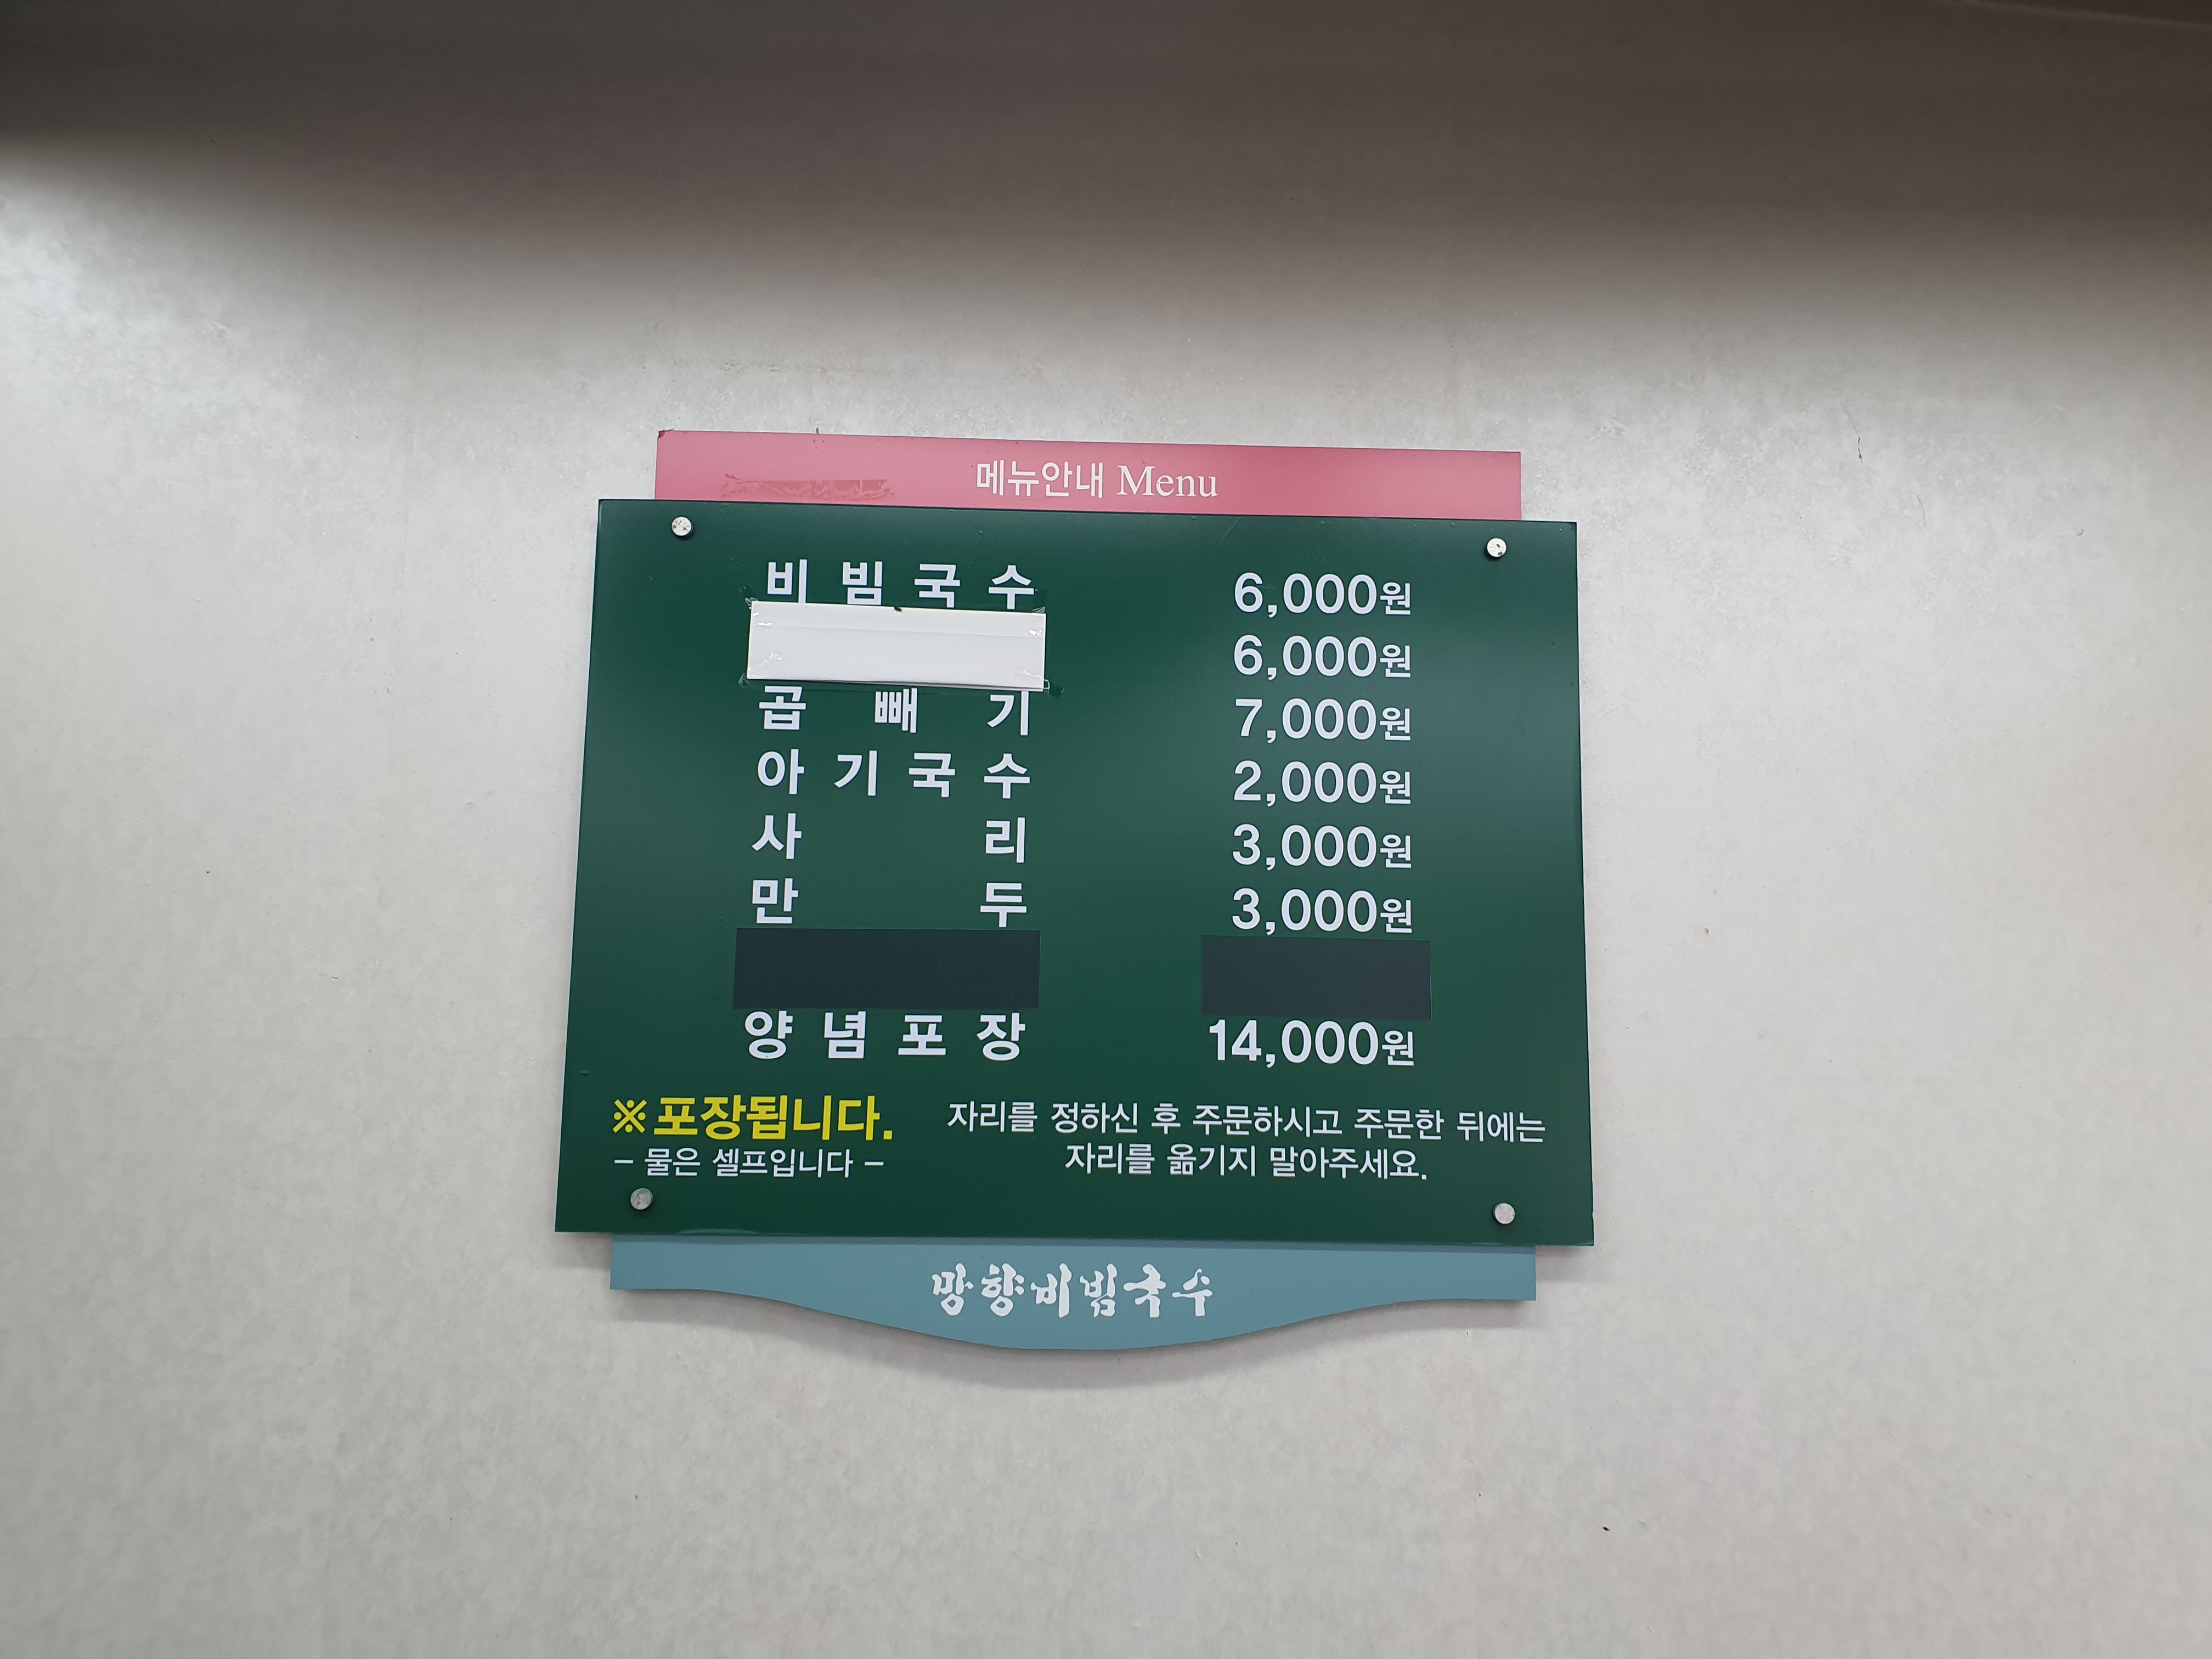 메뉴안내 Menu
비빔국수 6,000원
6,000원
곱빼기 7,000원
아기국수 2,000원
사리 3,000원
만두 3,000원
양념포장 14,000원
※포장됩니다.
- 물은 셀프입니다 -
자리를 정하신 후 주문하시고 주문한 뒤에는
자리를 옮기지 말아주세요.
망향비빔국수